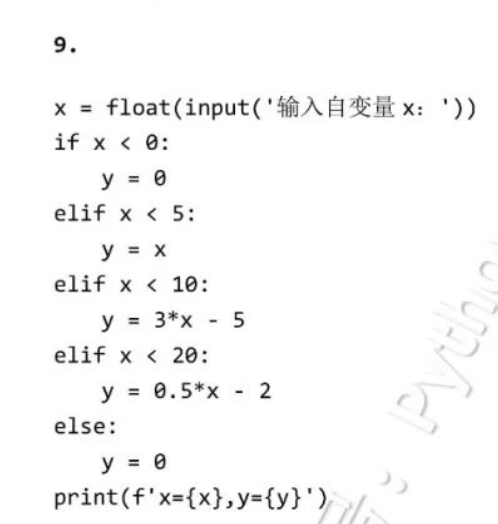 9.
x = float(input('输入自变量 x: '))
if x < 0:
    y = 0
elif x < 5:
    y = x
elif x < 10:
    y = 3*x - 5
elif x < 20:
    y = 0.5*x - 2
else:
    y = 0
print(f'x={x},y={y}')